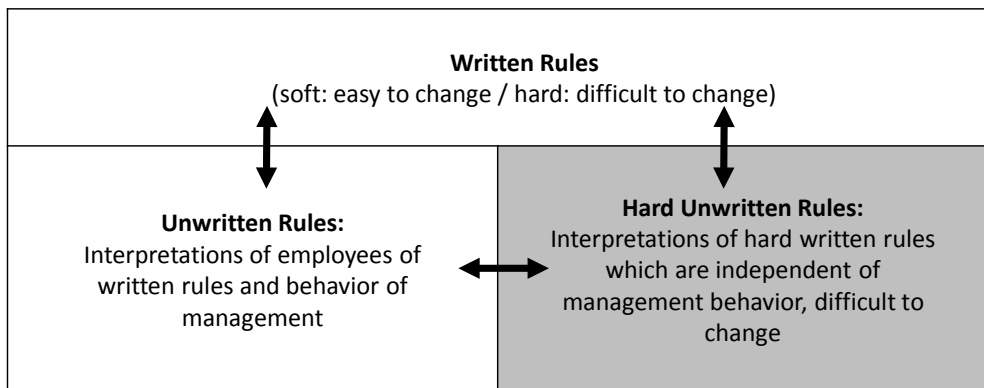 Written Rules
(soft: easy to change / hard: difficult to change)
Unwritten Rules:
Interpretations of employees of
written rules and behavior of
management
Hard Unwritten Rules:
Interpretations of hard written rules
which are independent of
management behavior, difficult to
change